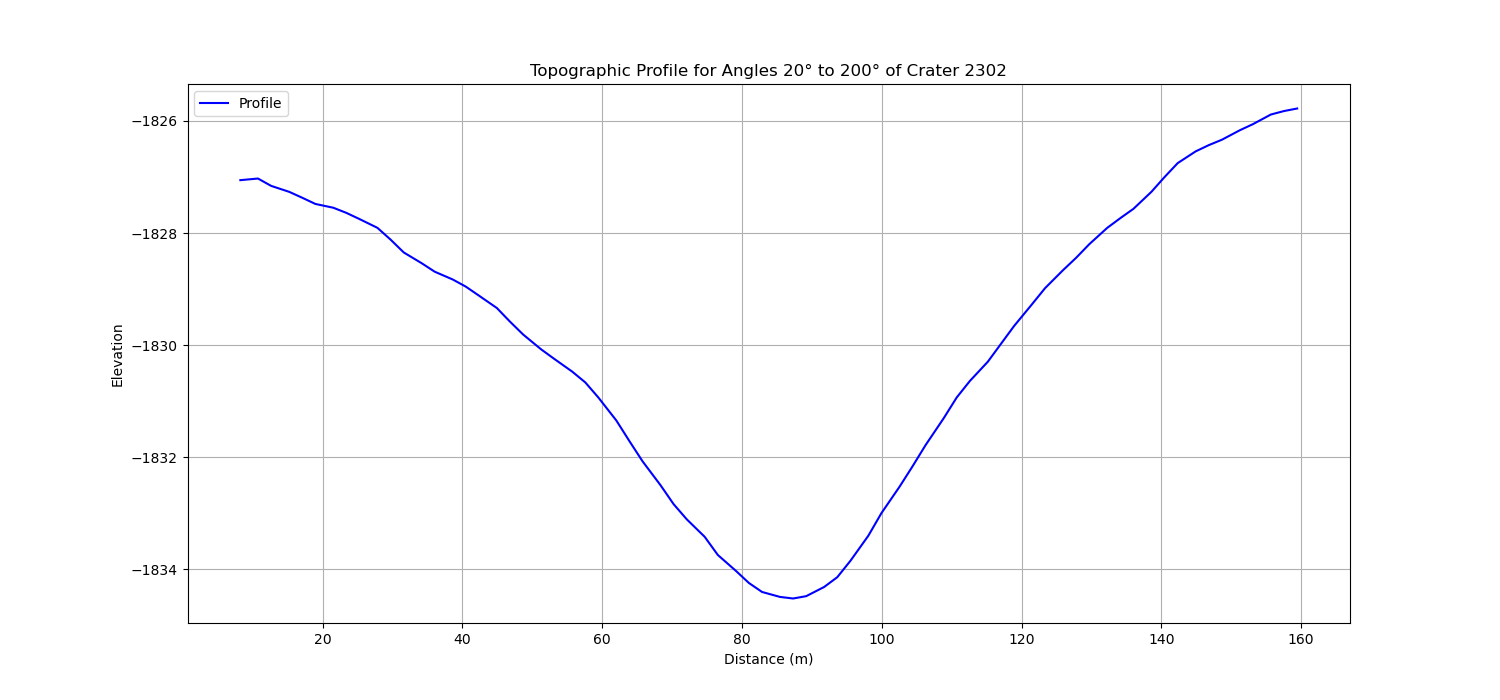 Topographic Profile for Angles 20° to 200° of Crater 2302
Profile
−1826
−1828
−1830
−1832
−1834
Elevation
20 40 60 80 100 120 140 160
Distance (m)